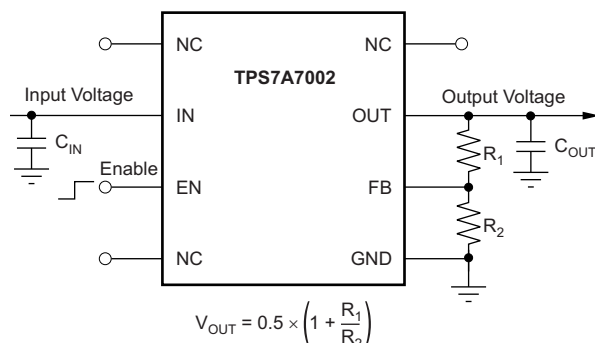 NC
NC
TPS7A7002
Input Voltage
IN
OUT
Output Voltage
C_IN
R_1
C_OUT
Enable
EN
FB
R_2
NC
GND
V_OUT = 0.5 × (1 + R_1/R_2)